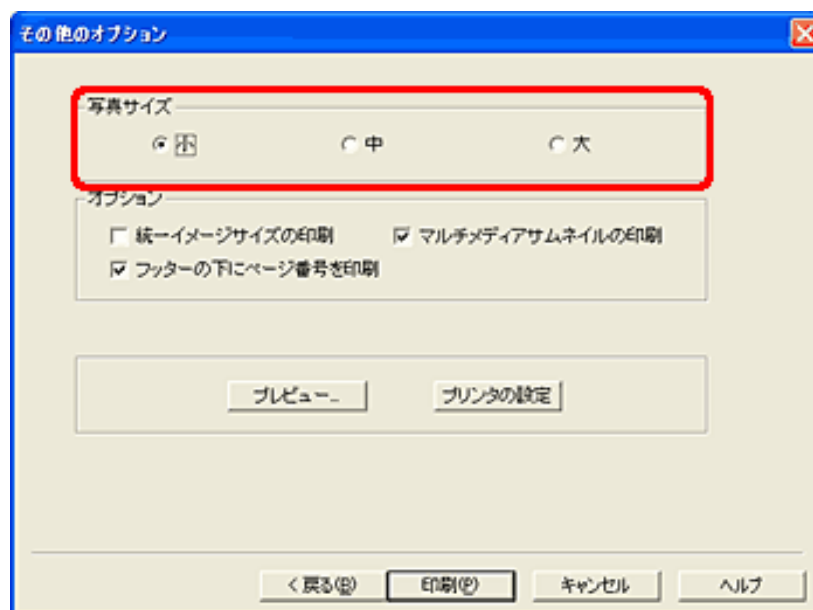 その他のオプション
写真サイズ
小 中 大
オプション
統一イメージサイズの印刷 マルチメディアサムネイルの印刷
フッターの下にページ番号を印刷
プレビュー... プリンタの設定
< 戻る(B) 印刷(P) キャンセル ヘルプ